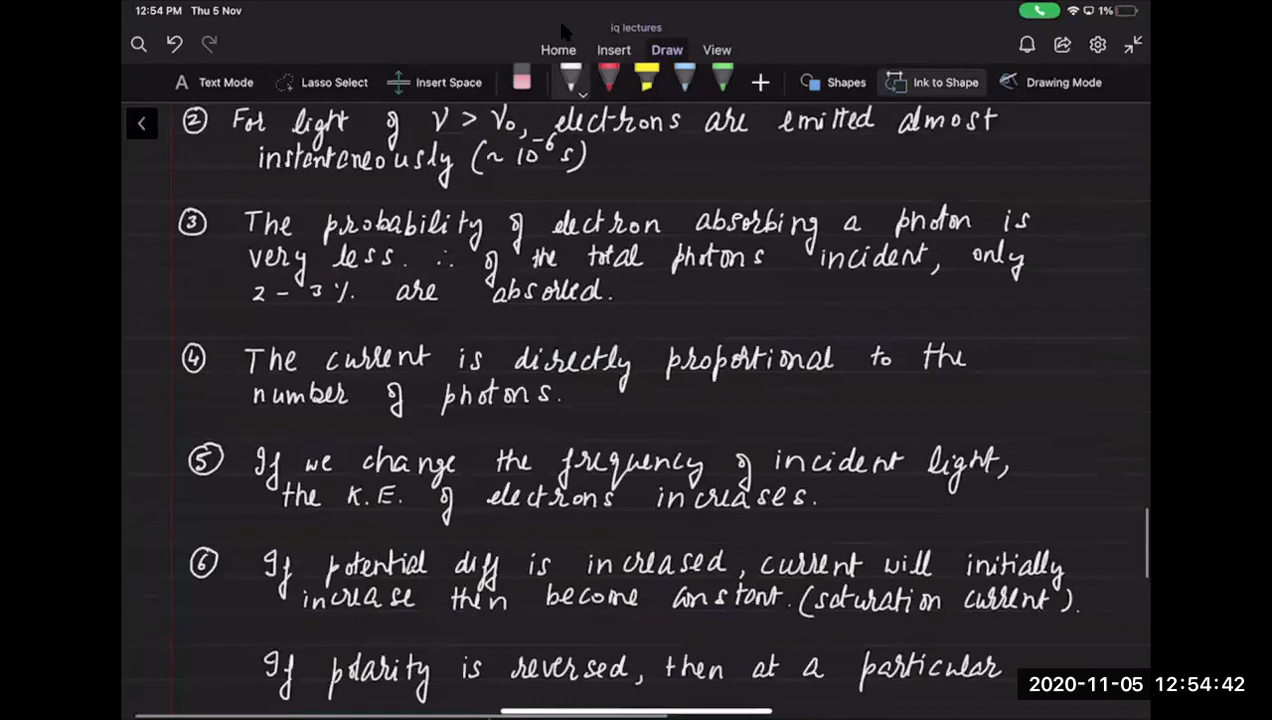 12:54 PM Thu 5 Nov
1%
iq lectures
Home Insert Draw View
Text Mode Lasso Select Insert Space Shapes Ink to Shape Drawing Mode
② For light of ν > ν₀, electrons are emitted almost
instantaneously (~ 10⁻⁶ s)
③ The probability of electron absorbing a photon is
very less. ∴ of the total photons incident, only
2 - 3 % are absorbed.
④ The current is directly proportional to the
number of photons.
⑤ If we change the frequency of incident light,
the K.E. of electrons increases.
⑥ If potential diff is increased, current will initially
increase then become constant. (saturation current).
If polarity is reversed, then at a particular
2020-11-05 12:54:42